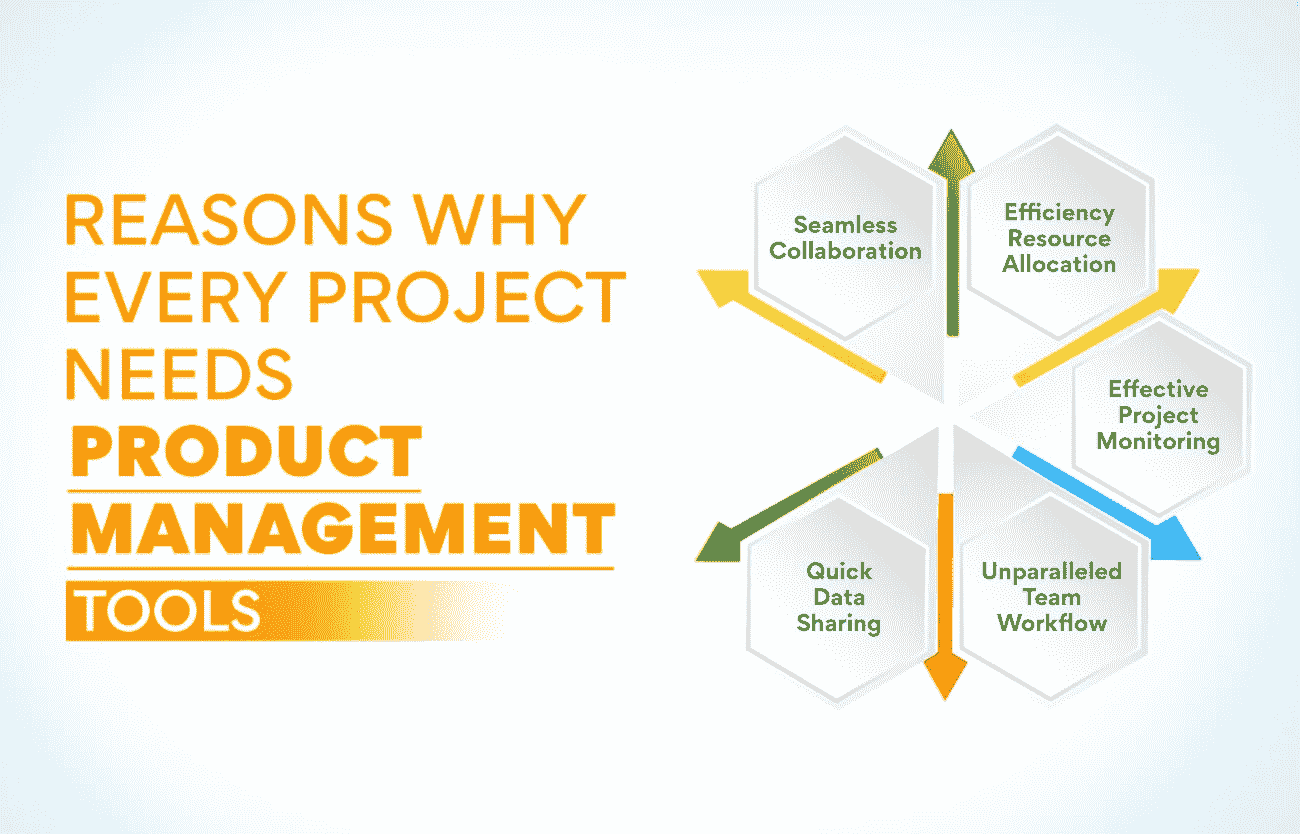 REASONS WHY
EVERY PROJECT
NEEDS
PRODUCT
MANAGEMENT
TOOLS
Seamless
Collaboration
Efficiency
Resource
Allocation
Effective
Project
Monitoring
Quick
Data
Sharing
Unparalleled
Team
Workflow